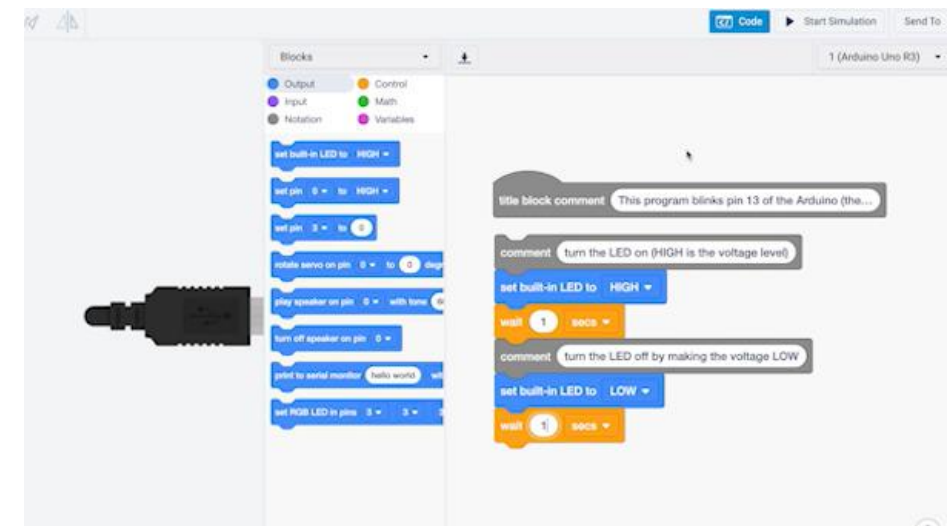 Code
Start Simulation
Send To
Blocks
1 (Arduino Uno R3)
Output
Control
Input
Math
Notation
Variables
set built-in LED to HIGH
set pin 0 to HIGH
set pin 3 to 0
rotate servo on pin 0 to 0 degr
play speaker on pin 0 with tone
turn off speaker on pin 0
print to serial monitor hello world
set RGB LED in pins 3 3
title block comment This program blinks pin 13 of the Arduino (the...
comment turn the LED on (HIGH is the voltage level)
set built-in LED to HIGH
wait 1 secs
comment turn the LED off by making the voltage LOW
set built-in LED to LOW
wait 1 secs